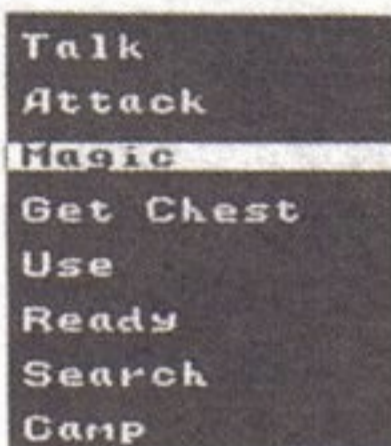 Talk
Attack
Magic
Get Chest
Use
Ready
Search
Camp